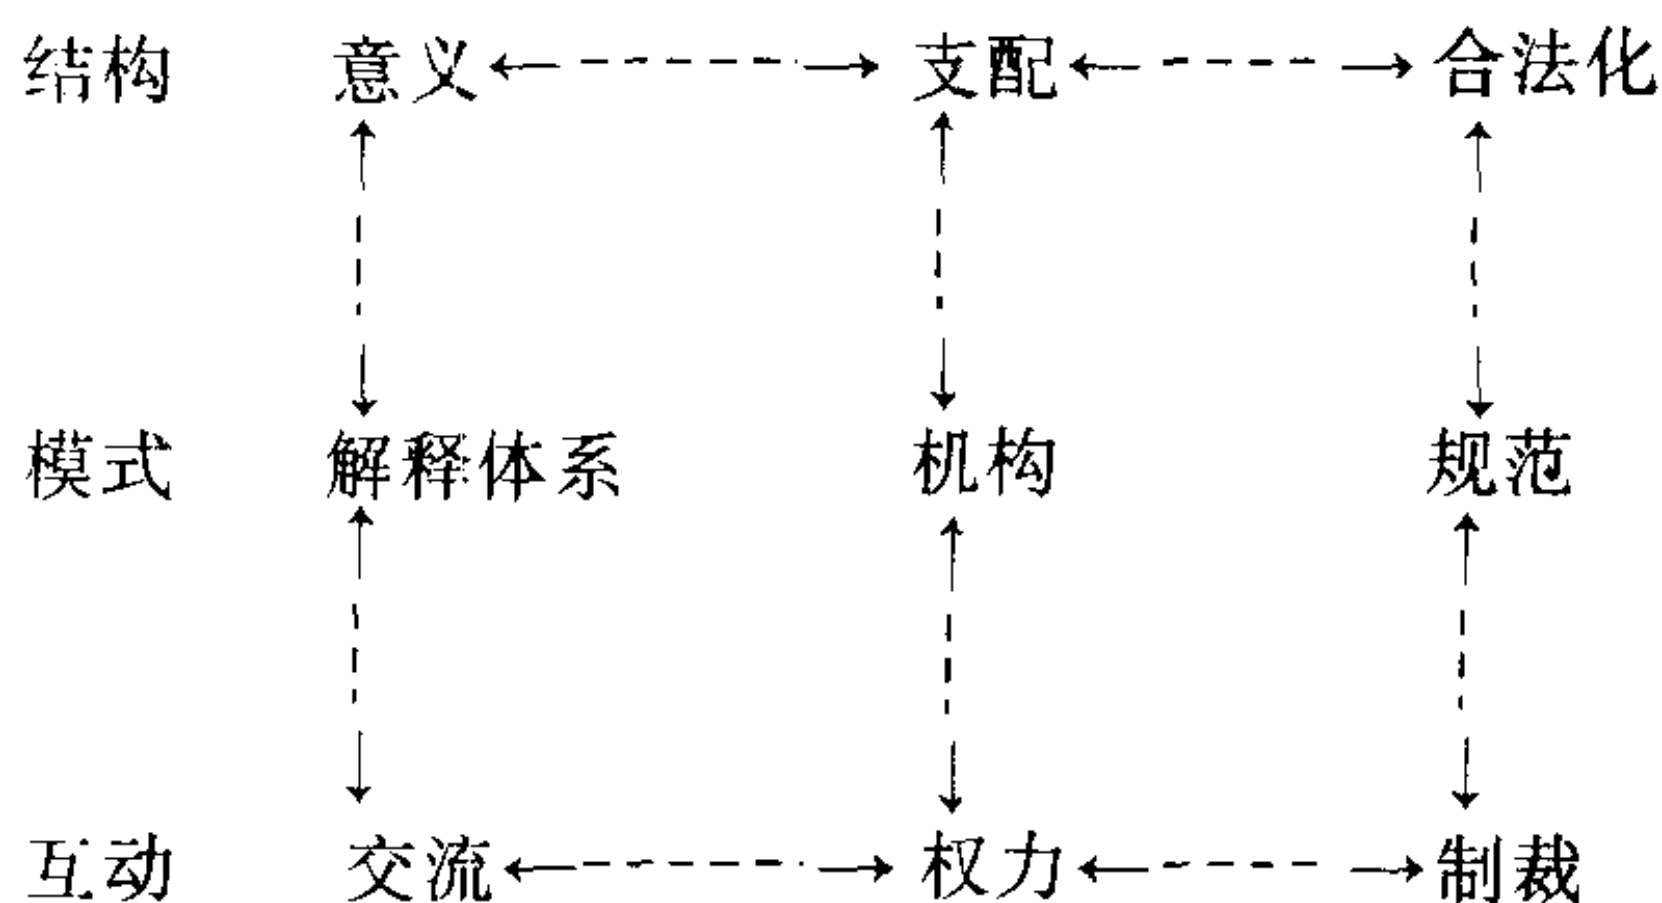 结构 意义 支配 合法化
模式 解释体系 机构 规范
互动 交流 权力 制裁